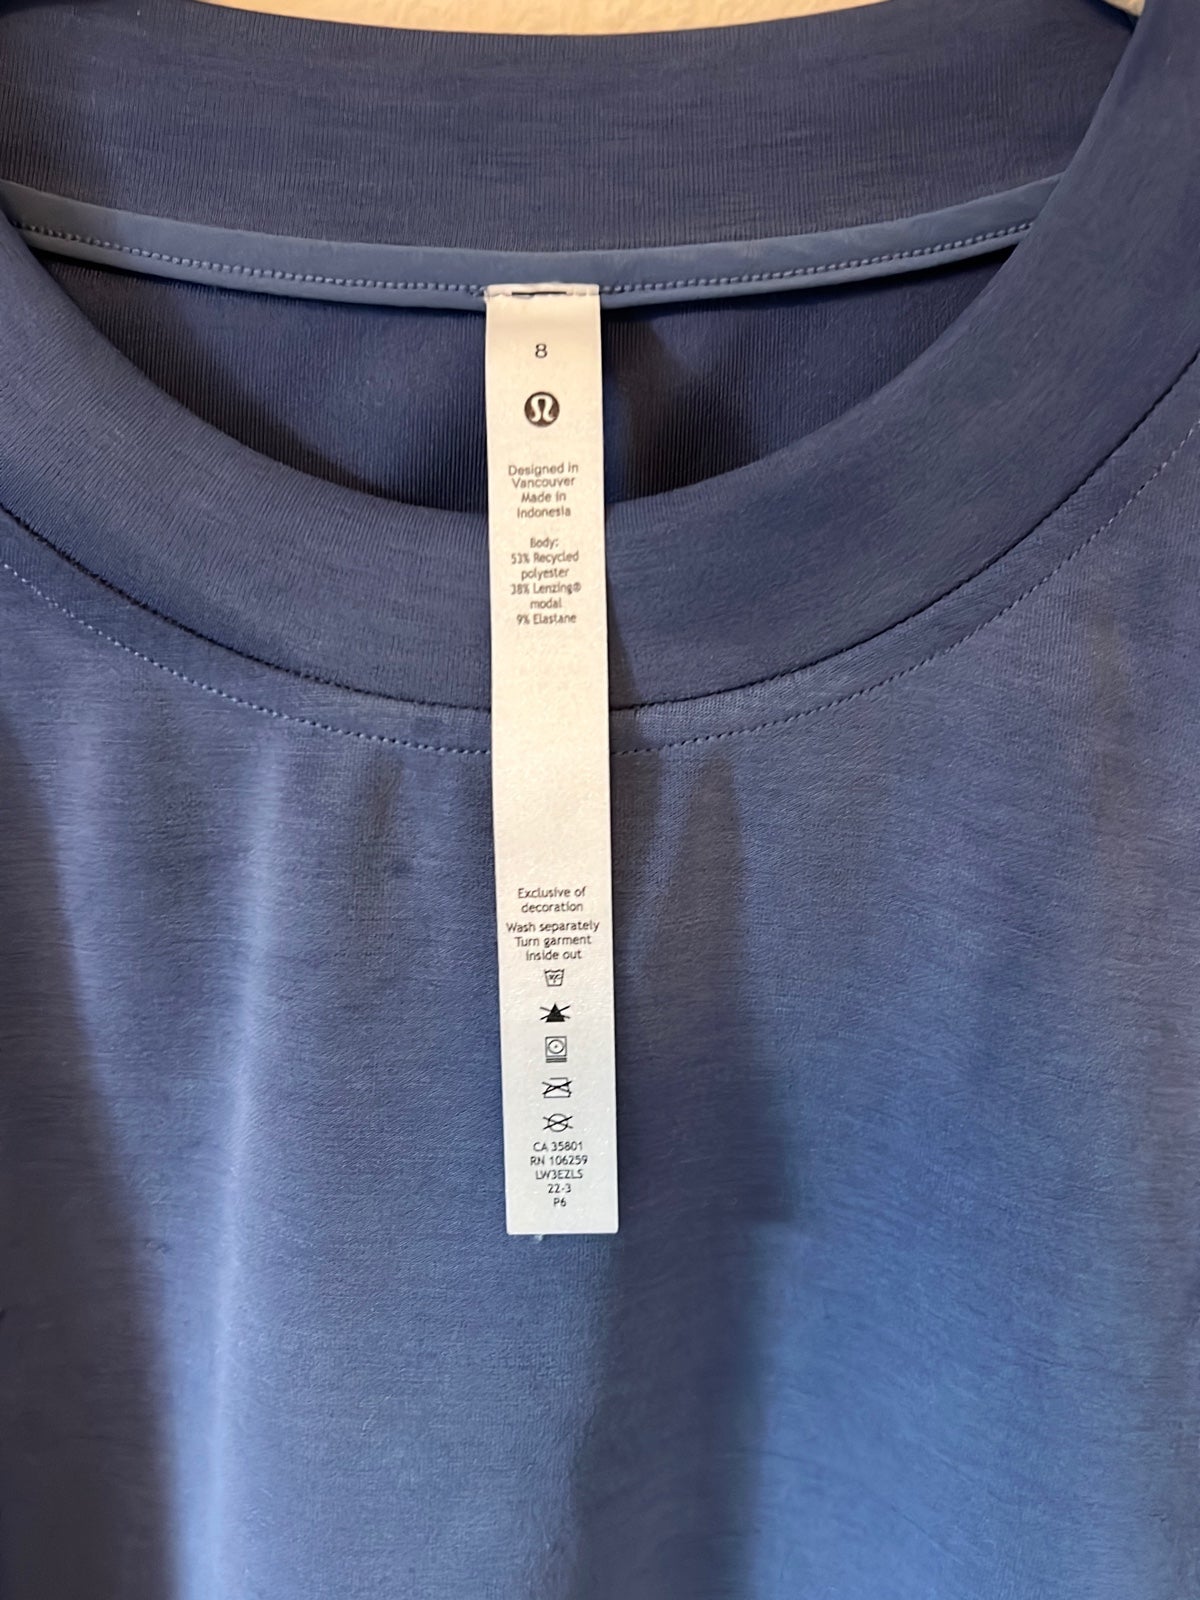 8
Designed in
Vancouver
Made in
Indonesia
Body:
53% Recycled
polyester
38% Lenzing®
modal
9% Elastane
Exclusive of
decoration
Wash separately
Turn garment
inside out
CA 35801
RN 106259
LW3EZLS
22-3
P6